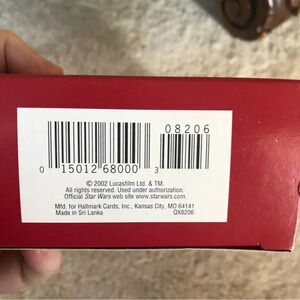 08206
0 15012 68000 3
© 2002 Lucasfilm Ltd. & TM.
All rights reserved. Used under authorization.
Official Star Wars web site www.starwars.com
Mfd. for Hallmark Cards, Inc., Kansas City, MO 64141
Made in Sri Lanka QX8206